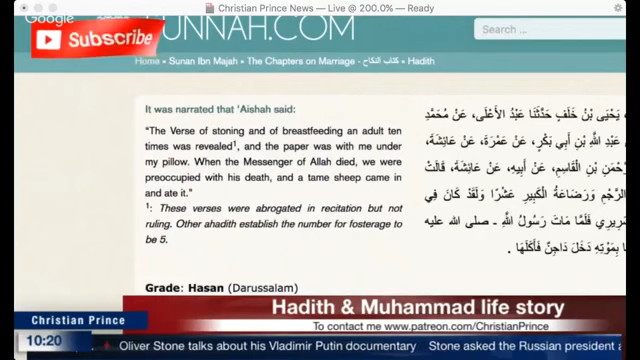 Christian Prince News — Live @ 200.0% — Ready
Google
Subscribe
SUNNAH.COM
Search …
Home » Sunan Ibn Majah » The Chapters on Marriage - كتاب النكاح » Hadith
It was narrated that 'Aishah said:
"The Verse of stoning and of breastfeeding an adult ten
times was revealed¹, and the paper was with me under
my pillow. When the Messenger of Allah died, we were
preoccupied with his death, and a tame sheep came in
and ate it."
¹: These verses were abrogated in recitation but not
ruling. Other ahadith establish the number for fosterage to
be 5.
يَحْيَى بْنُ خَلَفٍ حَدَّثَنَا عَبْدُ الأَعْلَى، عَنْ مُحَمَّدِ
عَبْدِ اللَّهِ بْنِ أَبِي بَكْرٍ، عَنْ عَمْرَةَ، عَنْ عَائِشَةَ،
رَّحْمَنِ بْنِ الْقَاسِمِ، عَنْ أَبِيهِ، عَنْ عَائِشَةَ، قَالَتْ
الرَّجْمِ وَرَضَاعَةُ الْكَبِيرِ عَشْرًا وَلَقَدْ كَانَ فِي
سَرِيرِي فَلَمَّا مَاتَ رَسُولُ اللَّهِ ـ صلى الله عليه
بِمَوْتِهِ دَخَلَ دَاجِنٌ فَأَكَلَهَا .
Grade: Hasan (Darussalam)
Hadith & Muhammad life story
Christian Prince
To contact me www.patreon.com/ChristianPrince
10:20
Oliver Stone talks about his Vladimir Putin documentary Stone asked the Russian president a